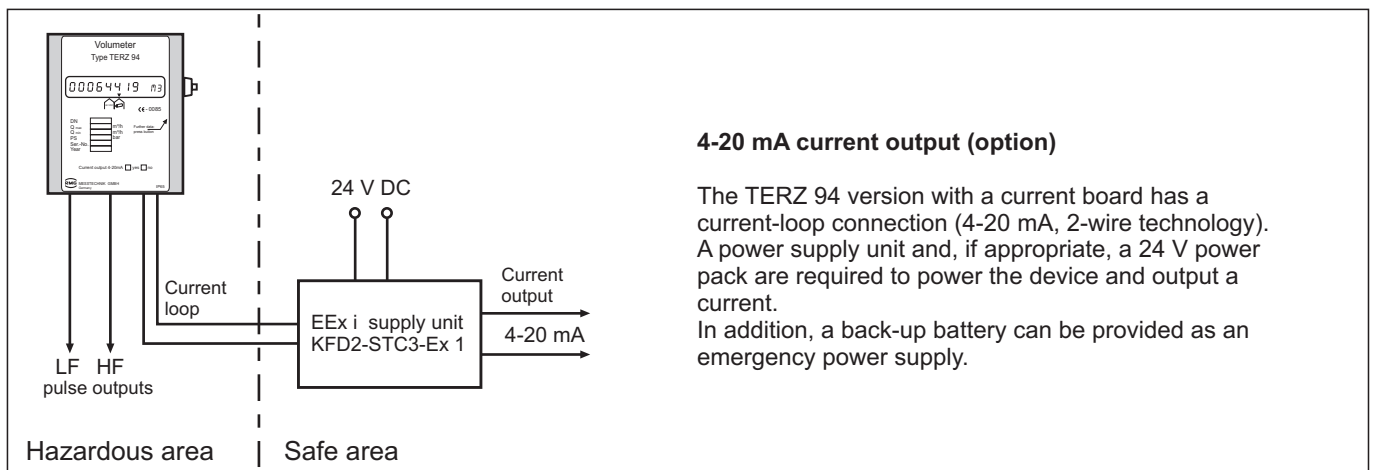 Volumeter
Type TERZ 94
00064419 m3
CE-0085
DN
Q max m³/h
Q min m³/h
PS bar
Ser.-No.
Year
Further data:
press button
Current output 4-20mA yes no
RMG MESSTECHNIK GMBH
Germany
IP65
24 V DC
Current
loop
LF HF
pulse outputs
EEx i supply unit
KFD2-STC3-Ex 1
Current
output
4-20 mA
Hazardous area
Safe area
4-20 mA current output (option)
The TERZ 94 version with a current board has a
current-loop connection (4-20 mA, 2-wire technology).
A power supply unit and, if appropriate, a 24 V power
pack are required to power the device and output a
current.
In addition, a back-up battery can be provided as an
emergency power supply.